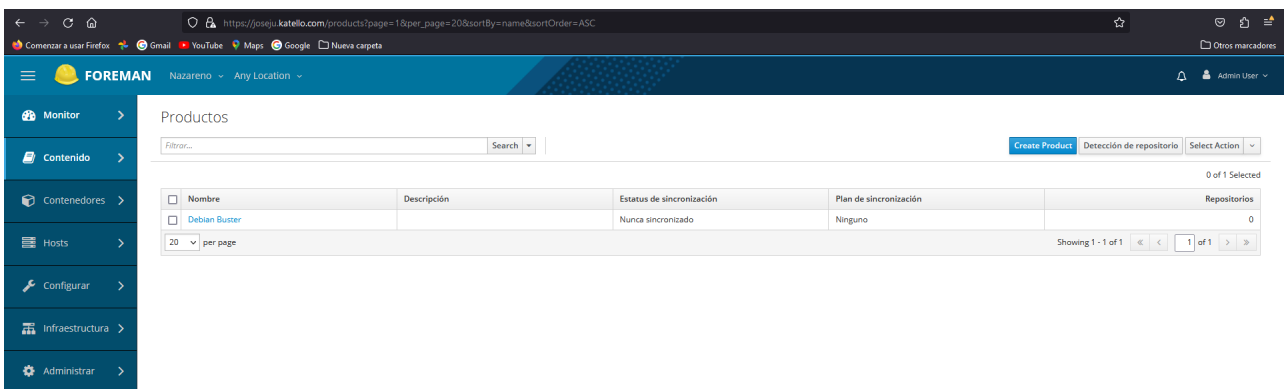 https://joseju.katello.com/products?page=1&per_page=20&sortBy=name&sortOrder=ASC
Comenzar a usar Firefox Gmail YouTube Maps Google Nueva carpeta Otros marcadores
FOREMAN Nazareno Any Location Admin User
Monitor
Contenido
Contenedores
Hosts
Configurar
Infraestructura
Administrar
Productos
Filtrar... Search Create Product Detección de repositorio Select Action
0 of 1 Selected
Nombre Descripción Estatus de sincronización Plan de sincronización Repositorios
Debian Buster Nunca sincronizado Ninguno 0
20 per page Showing 1 - 1 of 1 « < 1 of 1 > »